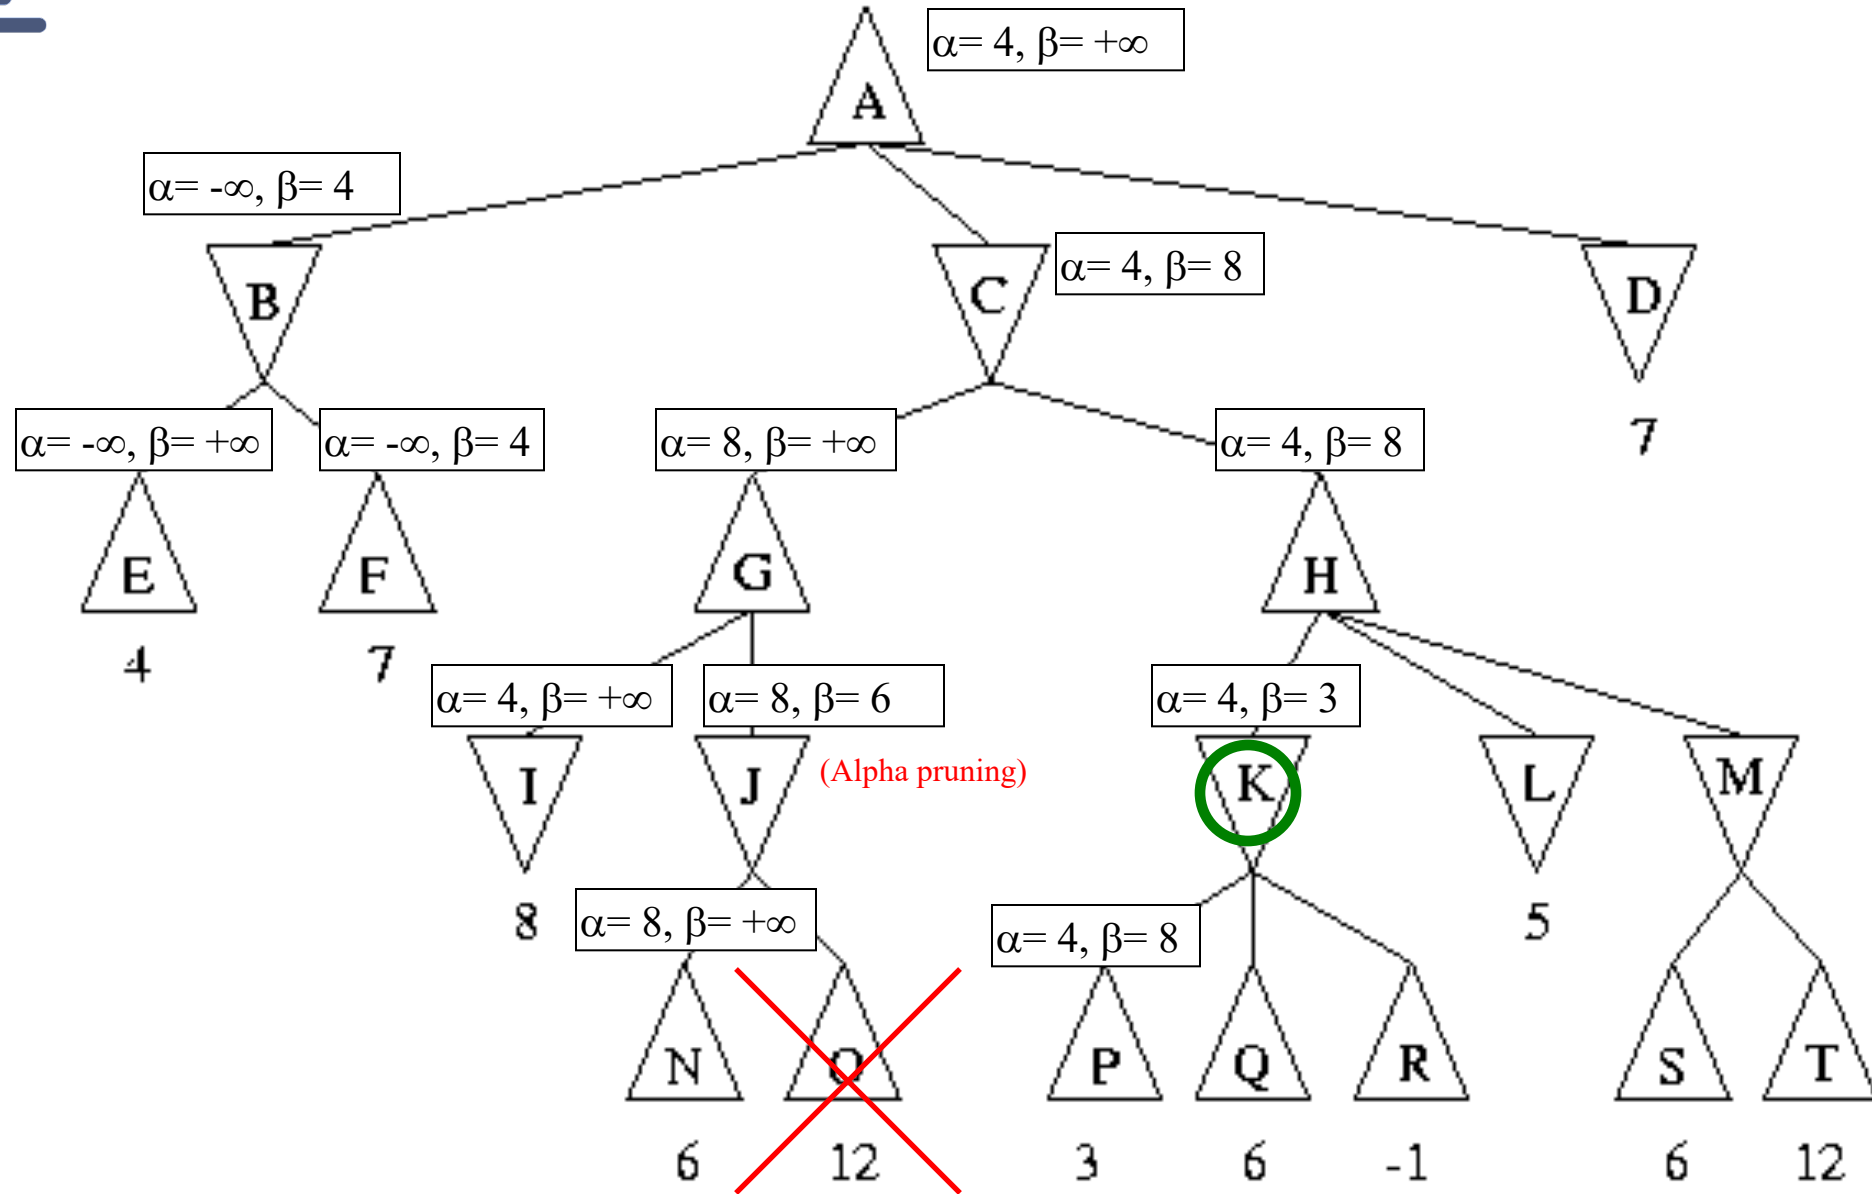 α= 4, β= +∞
A
α= -∞, β= 4
B
C
α= 4, β= 8
D
α= -∞, β= +∞
α= -∞, β= 4
α= 8, β= +∞
α= 4, β= 8
7
E
F
G
H
4
7
α= 4, β= +∞
α= 8, β= 6
α= 4, β= 3
I
J
(Alpha pruning)
K
L
M
8
α= 8, β= +∞
α= 4, β= 8
5
N
O
P
Q
R
S
T
6
12
3
6
-1
6
12